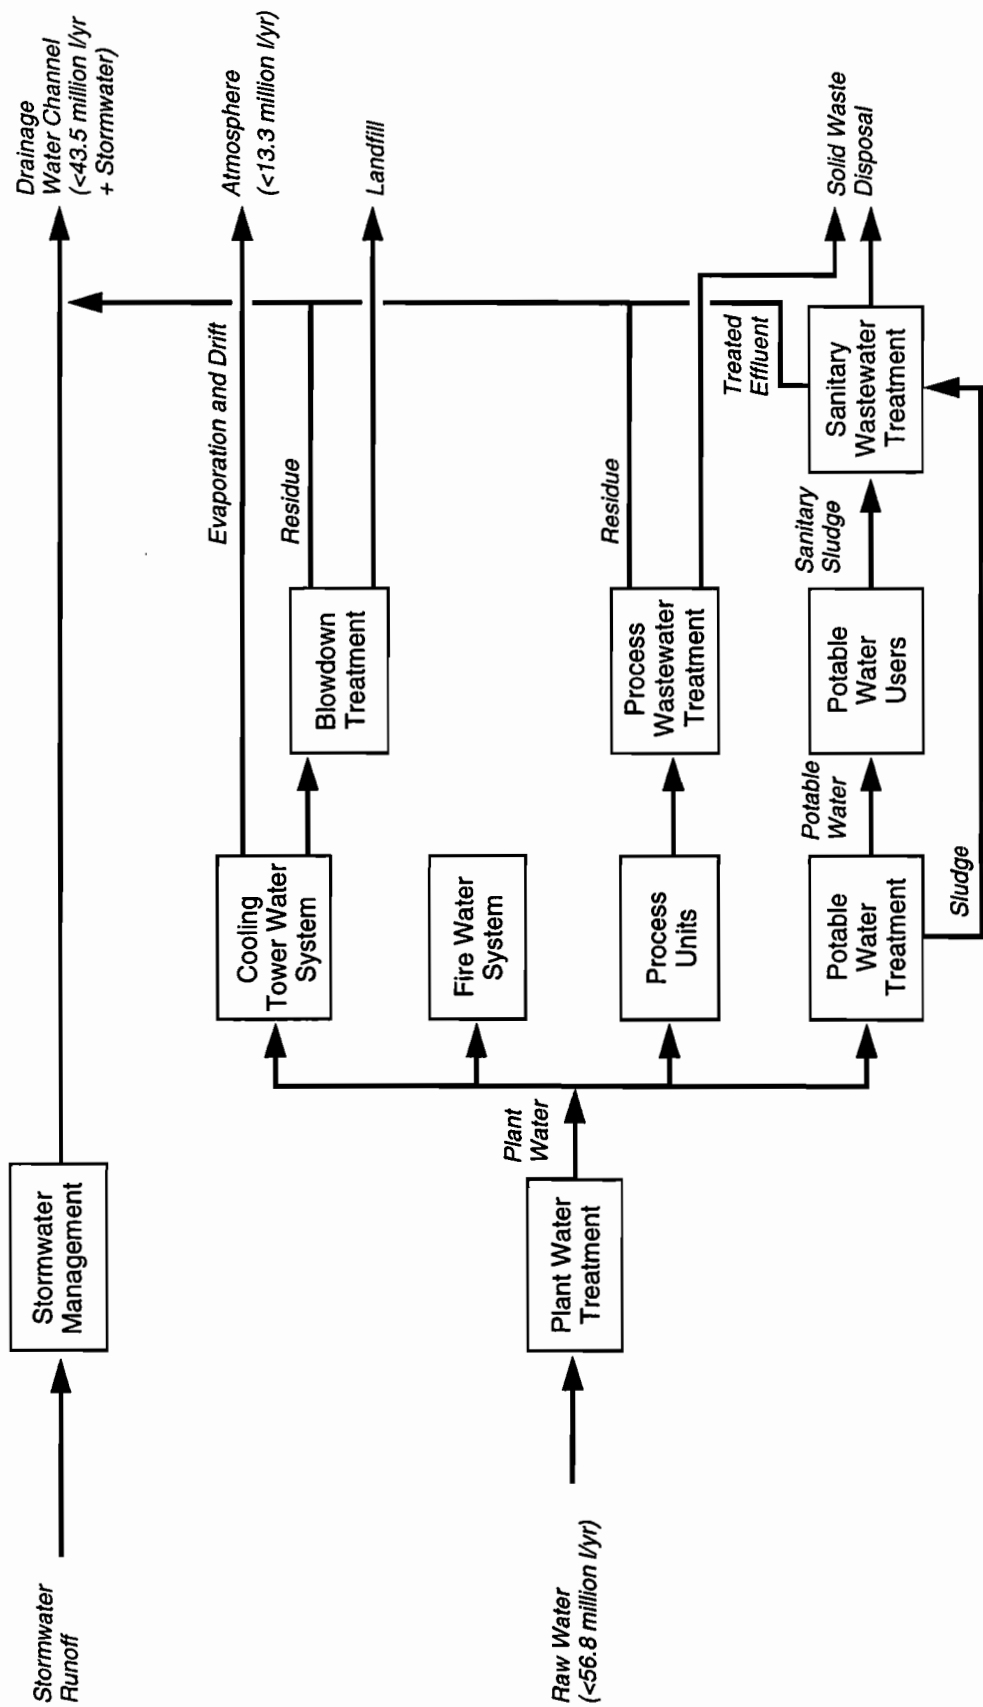 Stormwater
Runoff
Stormwater
Management
Drainage
Water Channel
(<43.5 million l/yr
+ Stormwater)
Raw Water
(<56.8 million l/yr)
Plant Water
Treatment
Plant
Water
Cooling
Tower Water
System
Evaporation and Drift
Atmosphere
(<13.3 million l/yr)
Blowdown
Treatment
Residue
Landfill
Fire Water
System
Process
Units
Process
Wastewater
Treatment
Residue
Potable
Water
Treatment
Potable
Water
Potable
Water
Users
Sanitary
Sludge
Sanitary
Wastewater
Treatment
Treated
Effluent
Solid Waste
Disposal
Sludge